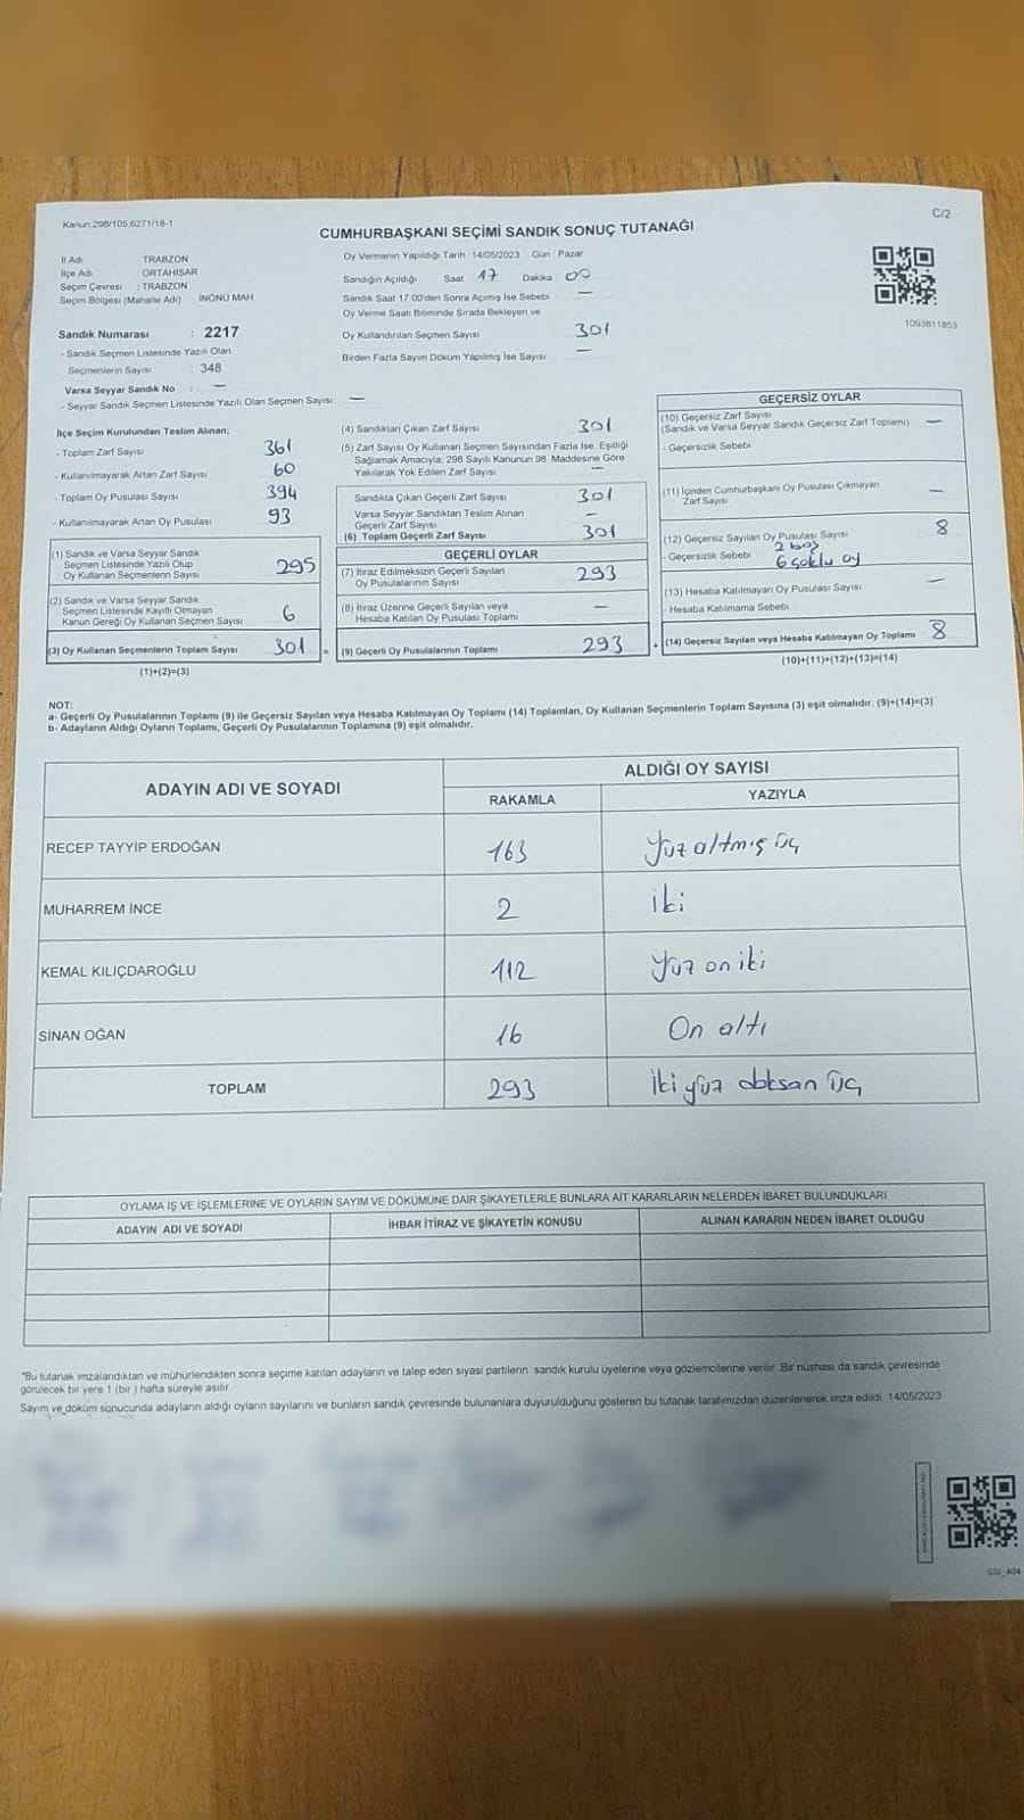 Kanun:298/105,6271/18-1
C/2
CUMHURBAŞKANI SEÇİMİ SANDIK SONUÇ TUTANAĞI
İl Adı TRABZON
İlçe Adı ORTAHİSAR
Seçim Çevresi : TRABZON
Seçim Bölgesi (Mahalle Adı) İNÖNÜ MAH
Sandık Numarası : 2217
- Sandık Seçmen Listesinde Yazılı Olan
Seçmenlerin Sayısı : 348
Varsa Seyyar Sandık No : —
- Seyyar Sandık Seçmen Listesinde Yazılı Olan Seçmen Sayısı —
Oy Vermenin Yapıldığı Tarih 14/05/2023 Gün : Pazar
Sandığın Açıldığı Saat 17 Dakika 00
Sandık Saat 17:00'den Sonra Açılmış İse Sebebi —
Oy Verme Saati Bitiminde Sırada Bekleyen ve
Oy Kullandırılan Seçmen Sayısı 301
Birden Fazla Sayım Döküm Yapılmış İse Sayısı —
1093811853
İlçe Seçim Kurulundan Teslim Alınan;
- Toplam Zarf Sayısı 361
- Kullanılmayarak Artan Zarf Sayısı 60
- Toplam Oy Pusulası Sayısı 394
- Kullanılmayarak Artan Oy Pusulası 93
(1) Sandık ve Varsa Seyyar Sandık
Seçmen Listesinde Yazılı Olup
Oy Kullanan Seçmenlerin Sayısı 295
(2) Sandık ve Varsa Seyyar Sandık
Seçmen Listesinde Kayıtlı Olmayan
Kanun Gereği Oy Kullanan Seçmen Sayısı 6
(3) Oy Kullanan Seçmenlerin Toplam Sayısı 301 =
(1)+(2)=(3)
(4) Sandıktan Çıkan Zarf Sayısı 301
(5) Zarf Sayısı Oy Kullanan Seçmen Sayısından Fazla İse, Eşitliği
Sağlamak Amacıyla; 298 Sayılı Kanunun 98. Maddesine Göre
Yakılarak Yok Edilen Zarf Sayısı —
Sandıkta Çıkan Geçerli Zarf Sayısı 301
Varsa Seyyar Sandıktan Teslim Alınan
Geçerli Zarf Sayısı —
(6) Toplam Geçerli Zarf Sayısı 301
GEÇERLİ OYLAR
(7) İtiraz Edilmeksizin Geçerli Sayılan
Oy Pusulalarının Sayısı 293
(8) İtiraz Üzerine Geçerli Sayılan veya
Hesaba Katılan Oy Pusulası Toplamı —
(9) Geçerli Oy Pusulalarının Toplamı 293 +
GEÇERSİZ OYLAR
(10) Geçersiz Zarf Sayısı
(Sandık ve Varsa Seyyar Sandık Geçersiz Zarf Toplamı) —
- Geçersizlik Sebebi
(11) İçinden Cumhurbaşkanı Oy Pusulası Çıkmayan
Zarf Sayısı —
(12) Geçersiz Sayılan Oy Pusulası Sayısı 8
- Geçersizlik Sebebi 2 boş
6 çoklu oy
(13) Hesaba Katılmayan Oy Pusulası Sayısı —
- Hesaba Katılmama Sebebi
(14) Geçersiz Sayılan veya Hesaba Katılmayan Oy Toplamı 8
(10)+(11)+(12)+(13)=(14)
NOT:
a- Geçerli Oy Pusulalarının Toplamı (9) ile Geçersiz Sayılan veya Hesaba Katılmayan Oy Toplamı (14) Toplamları, Oy Kullanan Seçmenlerin Toplam Sayısına (3) eşit olmalıdır. (9)+(14)=(3)
b- Adayların Aldığı Oyların Toplamı, Geçerli Oy Pusulalarının Toplamına (9) eşit olmalıdır.
ADAYIN ADI VE SOYADI
ALDIĞI OY SAYISI
RAKAMLA YAZIYLA
RECEP TAYYİP ERDOĞAN 163 Yüz altmış üç
MUHARREM İNCE 2 iki
KEMAL KILIÇDAROĞLU 112 Yüz on iki
SİNAN OĞAN 16 On altı
TOPLAM 293 İki yüz doksan üç
OYLAMA İŞ VE İŞLEMLERİNE VE OYLARIN SAYIM VE DÖKÜMÜNE DAİR ŞİKAYETLERLE BUNLARA AİT KARARLARIN NELERDEN İBARET BULUNDUKLARI
ADAYIN ADI VE SOYADI İHBAR İTİRAZ VE ŞİKAYETİN KONUSU ALINAN KARARIN NEDEN İBARET OLDUĞU
"Bu tutanak imzalandıktan ve mühürlendikten sonra seçime katılan adayların ve talep eden siyasi partilerin sandık kurulu üyelerine veya gözlemcilerine verilir. Bir nüshası da sandık çevresinde
görülecek bir yere 1 (bir) hafta süreyle asılır.
Sayım ve döküm sonucunda adayların aldığı oyların sayılarını ve bunların sandık çevresinde bulunanlara duyurulduğunu gösteren bu tutanak tarafımızdan düzenlenerek imza edildi. 14/05/2023